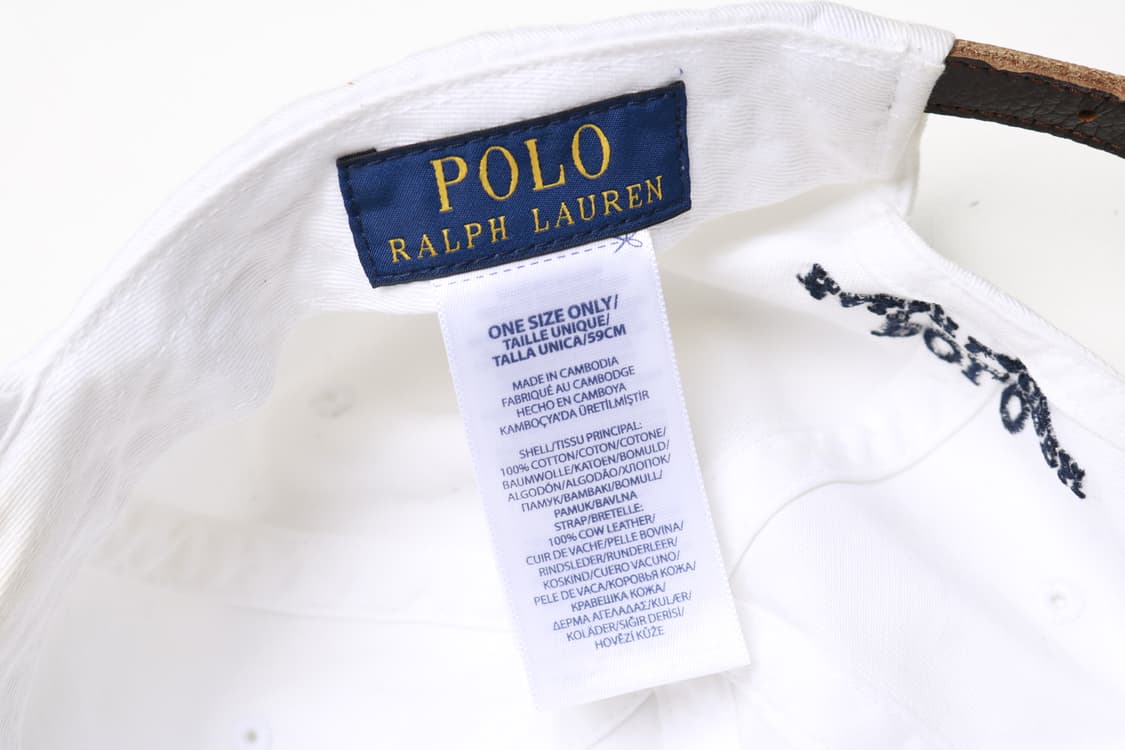 POLO
RALPH LAUREN
ONE SIZE ONLY/
TAILLE UNIQUE/
TALLA UNICA/59CM
MADE IN CAMBODIA
FABRIQUÉ AU CAMBODGE
HECHO EN CAMBOYA
KAMBOÇYA'DA ÜRETİLMİŞTİR
SHELL/TISSU PRINCIPAL:
100% COTTON/COTON/COTONE/
BAUMWOLLE/KATOEN/BOMULD/
ALGODÓN/ALGODÃO/ХЛОПОК/
ПАМУК/ΒΑΜΒΑΚΙ/BOMULL/
PAMUK/BAVLNA
STRAP/BRETELLE:
100% COW LEATHER/
CUIR DE VACHE/PELLE BOVINA/
RINDSLEDER/RUNDERLEER/
KOSKIND/CUERO VACUNO/
PELE DE VACA/КОРОВЬЯ КОЖА/
КРАВЕШКА КОЖА/
ΔΕΡΜΑ ΑΓΕΛΑΔΑΣ/KULÆR/
KOLÄDER/SIĞIR DERİSİ/
HOVĚZÍ KŮŽE